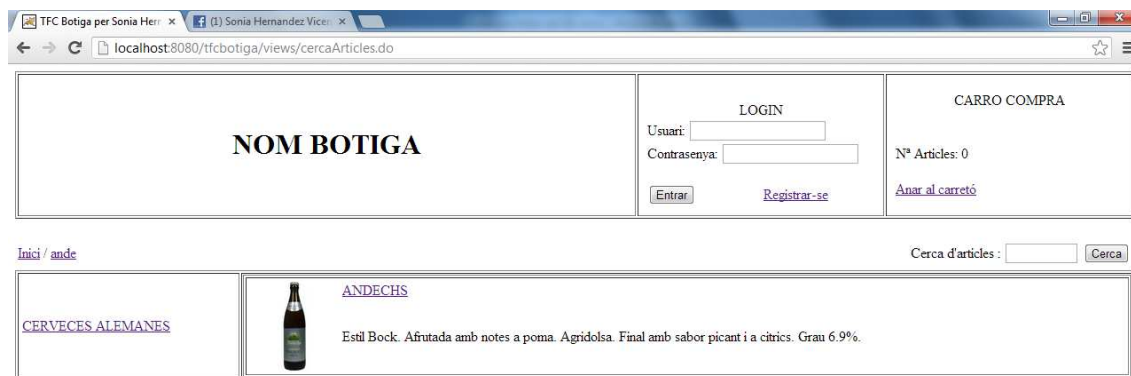 TFC Botiga per Sonia Herr
(1) Sonia Hernandez Vicen
localhost:8080/tfcbotiga/views/cercaArticles.do
NOM BOTIGA
LOGIN
Usuari:
Contrasenya:
Entrar
Registrar-se
CARRO COMPRA
Nª Articles: 0
Anar al carretó
Inici / ande
Cerca d'articles :
Cerca
CERVECES ALEMANES
ANDECHS
Estil Bock. Afrutada amb notes a poma. Agridolsa. Final amb sabor picant i a citrics. Grau 6.9%.